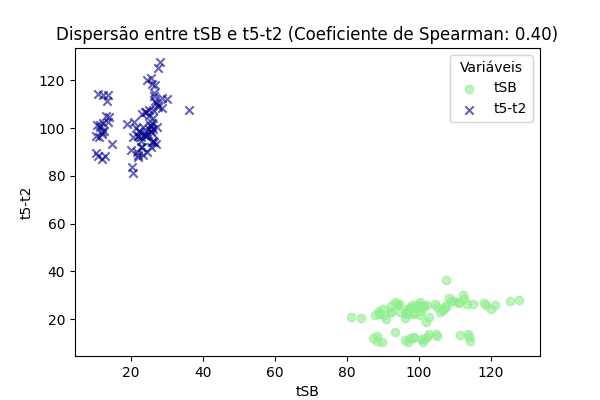 Dispersão entre tSB e t5-t2 (Coeficiente de Spearman: 0.40)
Variáveis
tSB
t5-t2
120
100
80
60
40
20
t5-t2
20
40
60
80
100
120
tSB